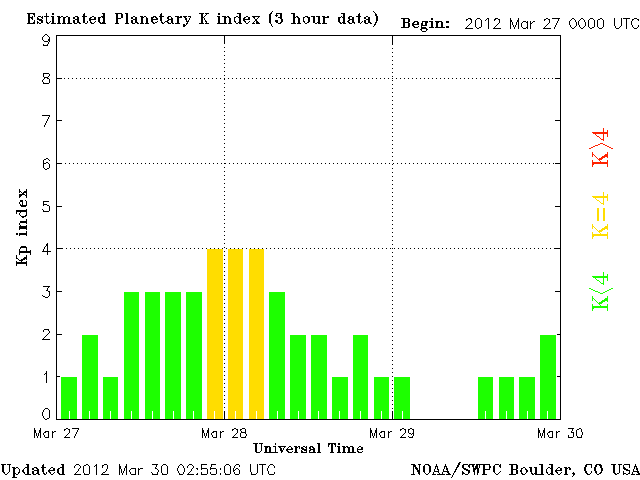 Estimated Planetary K index (3 hour data) Begin: 2012 Mar 27 0000 UTC
9
8
7
6
5
4
3
2
1
0
Kp index
K>4
K=4
K<4
Mar 27 Mar 28 Mar 29 Mar 30
Universal Time
Updated 2012 Mar 30 02:55:06 UTC NOAA/SWPC Boulder, CO USA